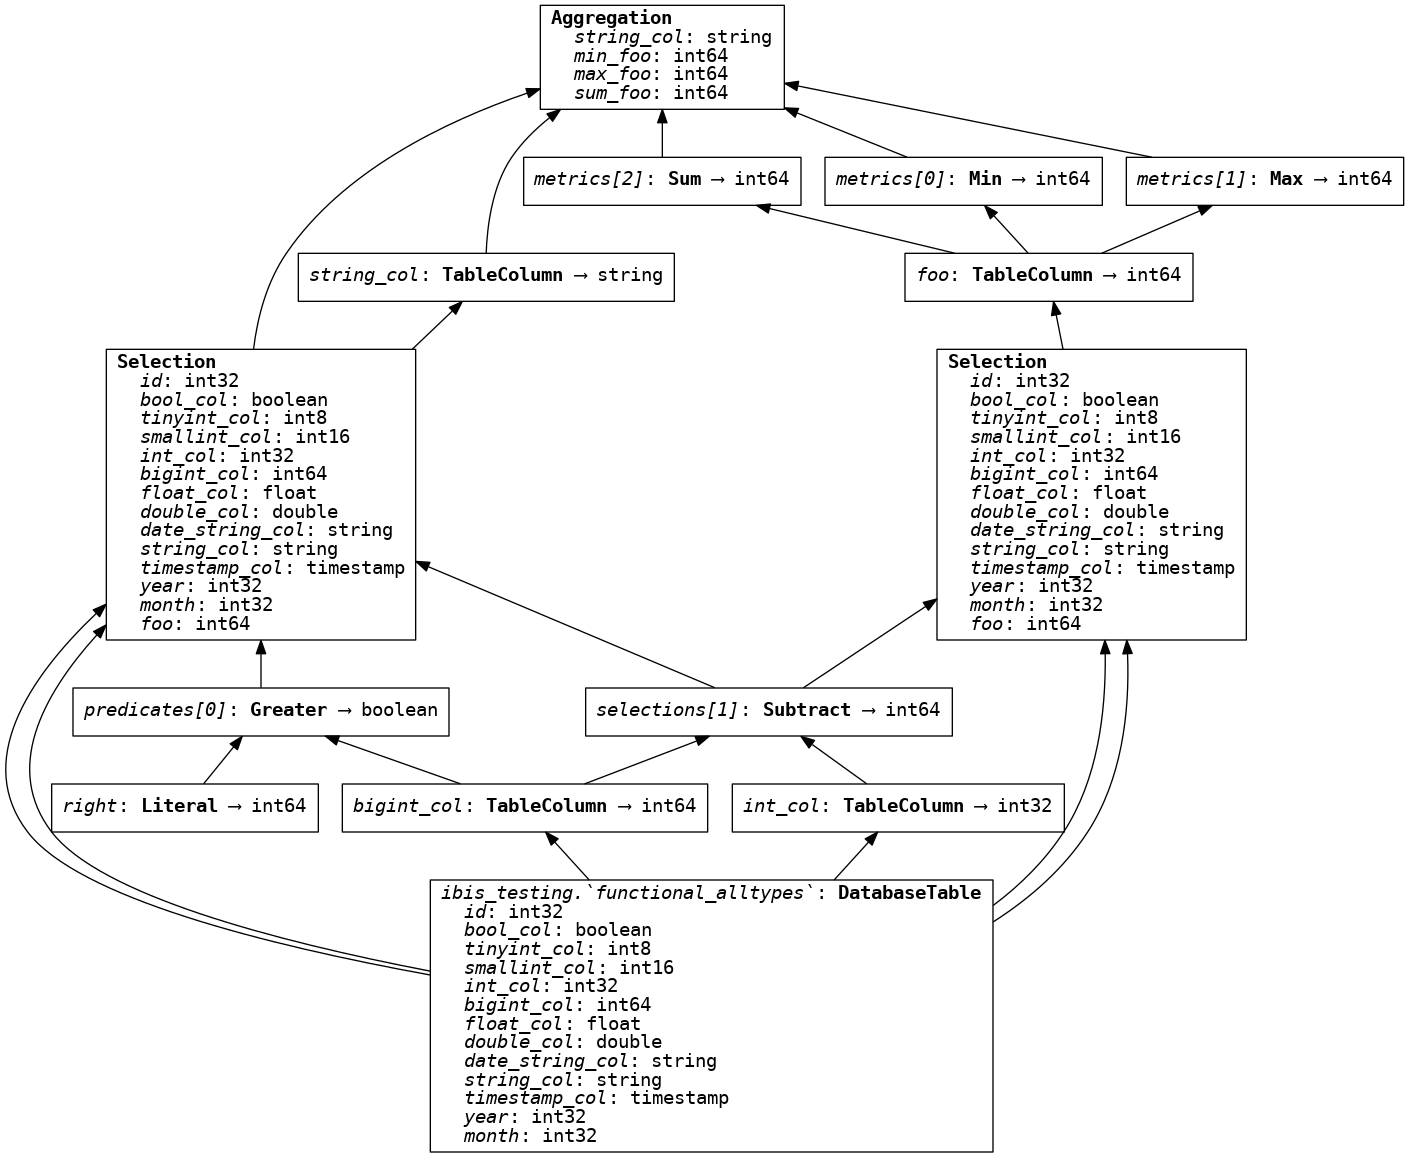 Aggregation
string_col: string
min_foo: int64
max_foo: int64
sum_foo: int64
metrics[2]: Sum → int64
metrics[0]: Min → int64
metrics[1]: Max → int64
string_col: TableColumn → string
foo: TableColumn → int64
Selection
id: int32
bool_col: boolean
tinyint_col: int8
smallint_col: int16
int_col: int32
bigint_col: int64
float_col: float
double_col: double
date_string_col: string
string_col: string
timestamp_col: timestamp
year: int32
month: int32
foo: int64
Selection
id: int32
bool_col: boolean
tinyint_col: int8
smallint_col: int16
int_col: int32
bigint_col: int64
float_col: float
double_col: double
date_string_col: string
string_col: string
timestamp_col: timestamp
year: int32
month: int32
foo: int64
predicates[0]: Greater → boolean
selections[1]: Subtract → int64
right: Literal → int64
bigint_col: TableColumn → int64
int_col: TableColumn → int32
ibis_testing.`functional_alltypes`: DatabaseTable
id: int32
bool_col: boolean
tinyint_col: int8
smallint_col: int16
int_col: int32
bigint_col: int64
float_col: float
double_col: double
date_string_col: string
string_col: string
timestamp_col: timestamp
year: int32
month: int32